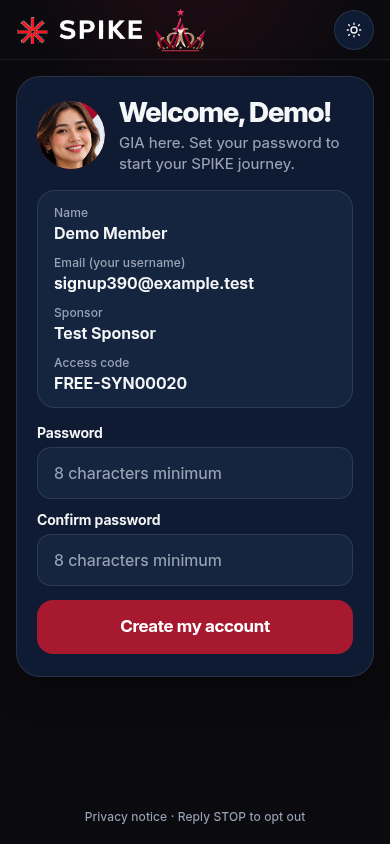 SPIKE
Welcome, Demo!
GIA here. Set your password to
start your SPIKE journey.
Name
Demo Member
Email (your username)
signup390@example.test
Sponsor
Test Sponsor
Access code
FREE-SYN00020
Password
8 characters minimum
Confirm password
8 characters minimum
Create my account
Privacy notice · Reply STOP to opt out